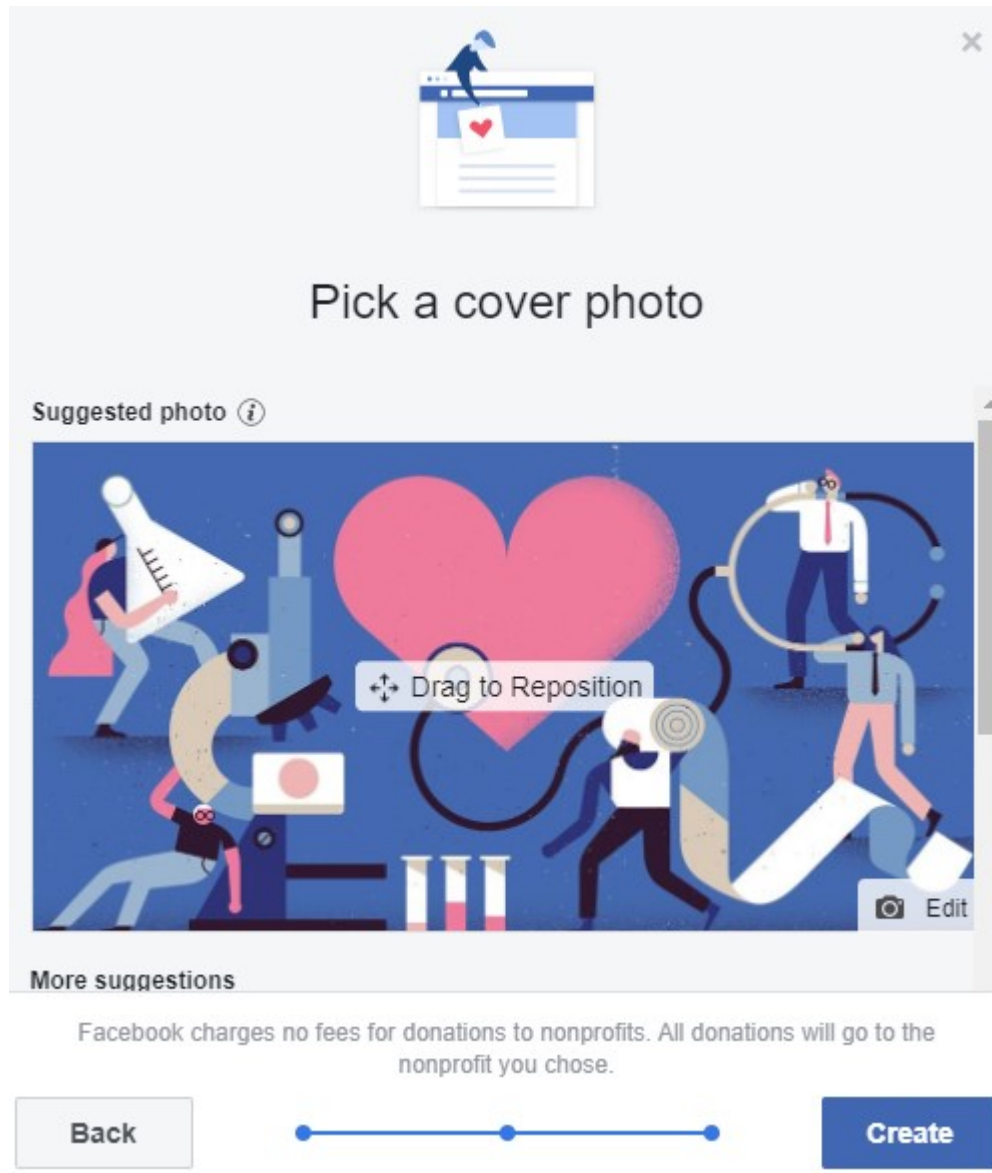 Pick a cover photo
Suggested photo
Drag to Reposition
Edit
More suggestions
Facebook charges no fees for donations to nonprofits. All donations will go to the
nonprofit you chose.
Back
Create